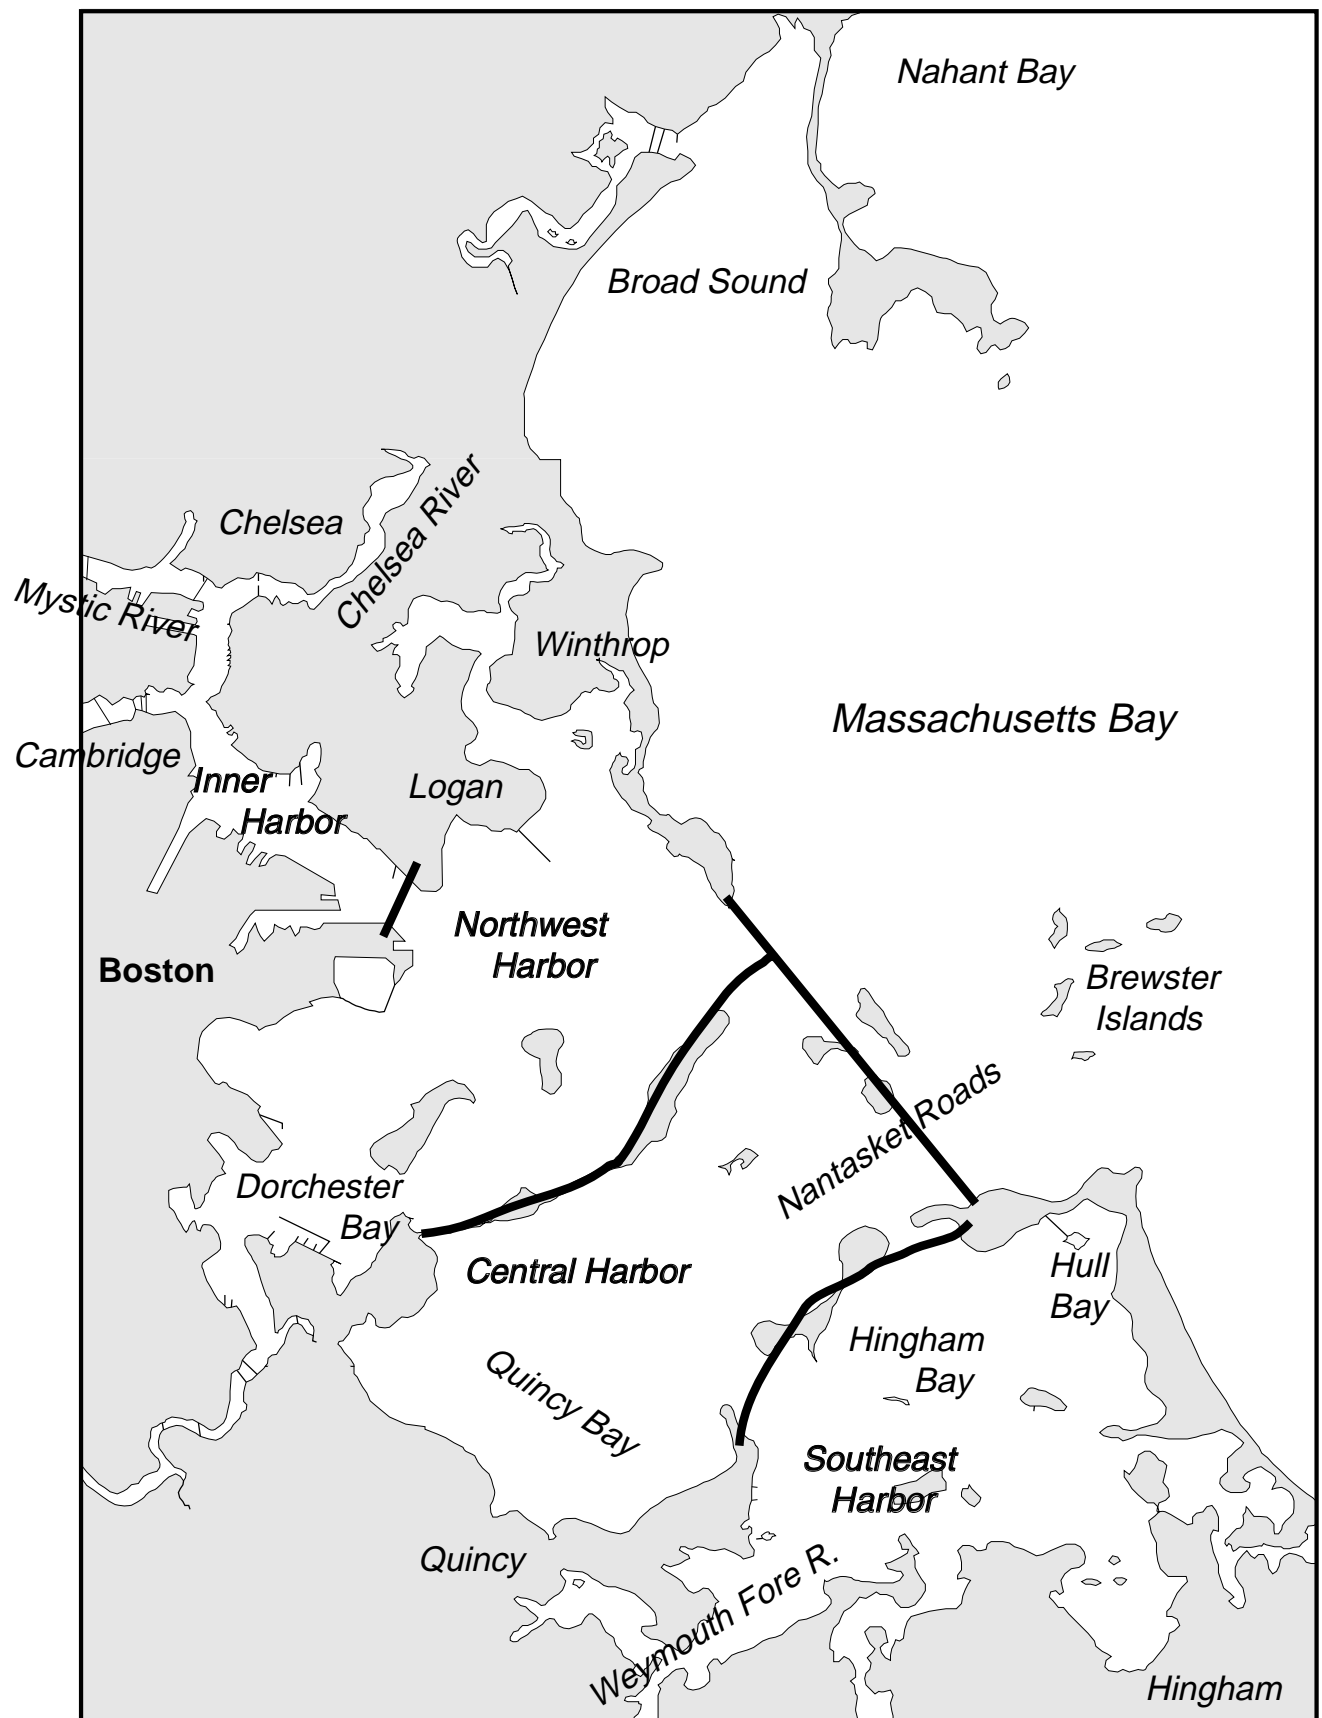 Nahant Bay
Broad Sound
Chelsea
Chelsea River
Mystic River
Winthrop
Massachusetts Bay
Cambridge
Inner
Harbor
Logan
Northwest
Harbor
Boston
Brewster
Islands
Nantasket Roads
Dorchester
Bay
Central Harbor
Hull
Bay
Hingham
Bay
Quincy Bay
Southeast
Harbor
Quincy
Weymouth Fore R.
Hingham